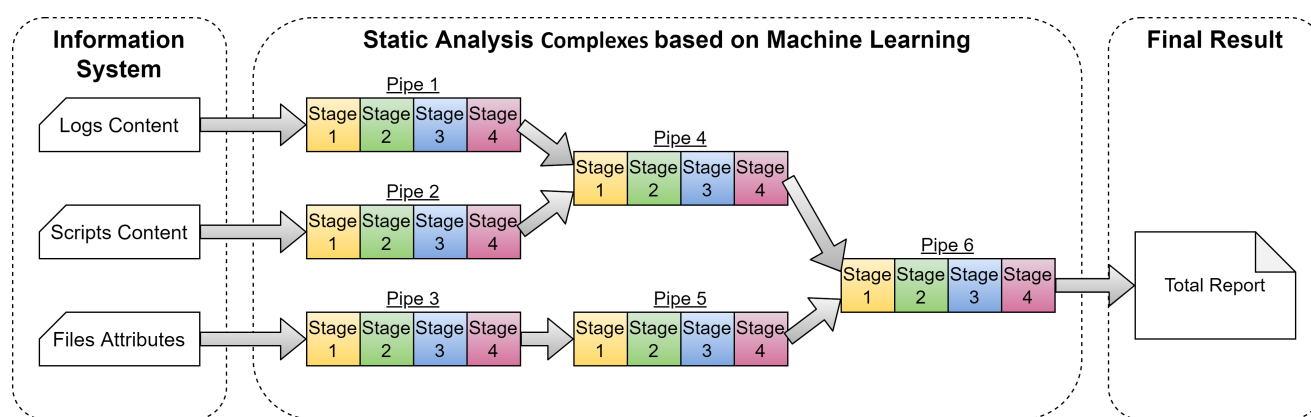 Information
System
Static Analysis Complexes based on Machine Learning
Final Result
Logs Content
Scripts Content
Files Attributes
Pipe 1
Stage
1
Stage
2
Stage
3
Stage
4
Pipe 2
Stage
1
Stage
2
Stage
3
Stage
4
Pipe 3
Stage
1
Stage
2
Stage
3
Stage
4
Pipe 4
Stage
1
Stage
2
Stage
3
Stage
4
Pipe 5
Stage
1
Stage
2
Stage
3
Stage
4
Pipe 6
Stage
1
Stage
2
Stage
3
Stage
4
Total Report